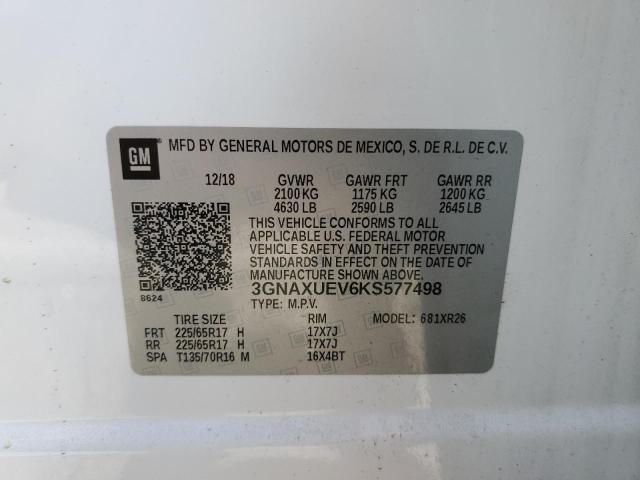 GM MFD BY GENERAL MOTORS DE MEXICO, S. DE R.L. DE C.V.
12/18 GVWR GAWR FRT GAWR RR
2100 KG 1175 KG 1200 KG
4630 LB 2590 LB 2645 LB
THIS VEHICLE CONFORMS TO ALL
APPLICABLE U.S. FEDERAL MOTOR
VEHICLE SAFETY AND THEFT PREVENTION
STANDARDS IN EFFECT ON THE DATE OF
MANUFACTURE SHOWN ABOVE.
3GNAXUEV6KS577498
8624
TYPE: M.P.V. MODEL: 681XR26
TIRE SIZE RIM
FRT 225/65R17 H 17X7J
RR 225/65R17 H 17X7J
SPA T135/70R16 M 16X4BT